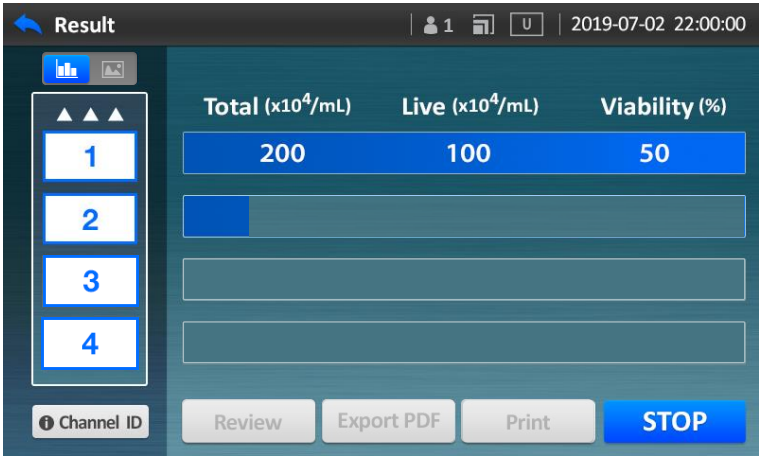 Result 1 U 2019-07-02 22:00:00
Total (x10⁴/mL) Live (x10⁴/mL) Viability (%)
1 200 100 50
2
3
4
Channel ID Review Export PDF Print STOP